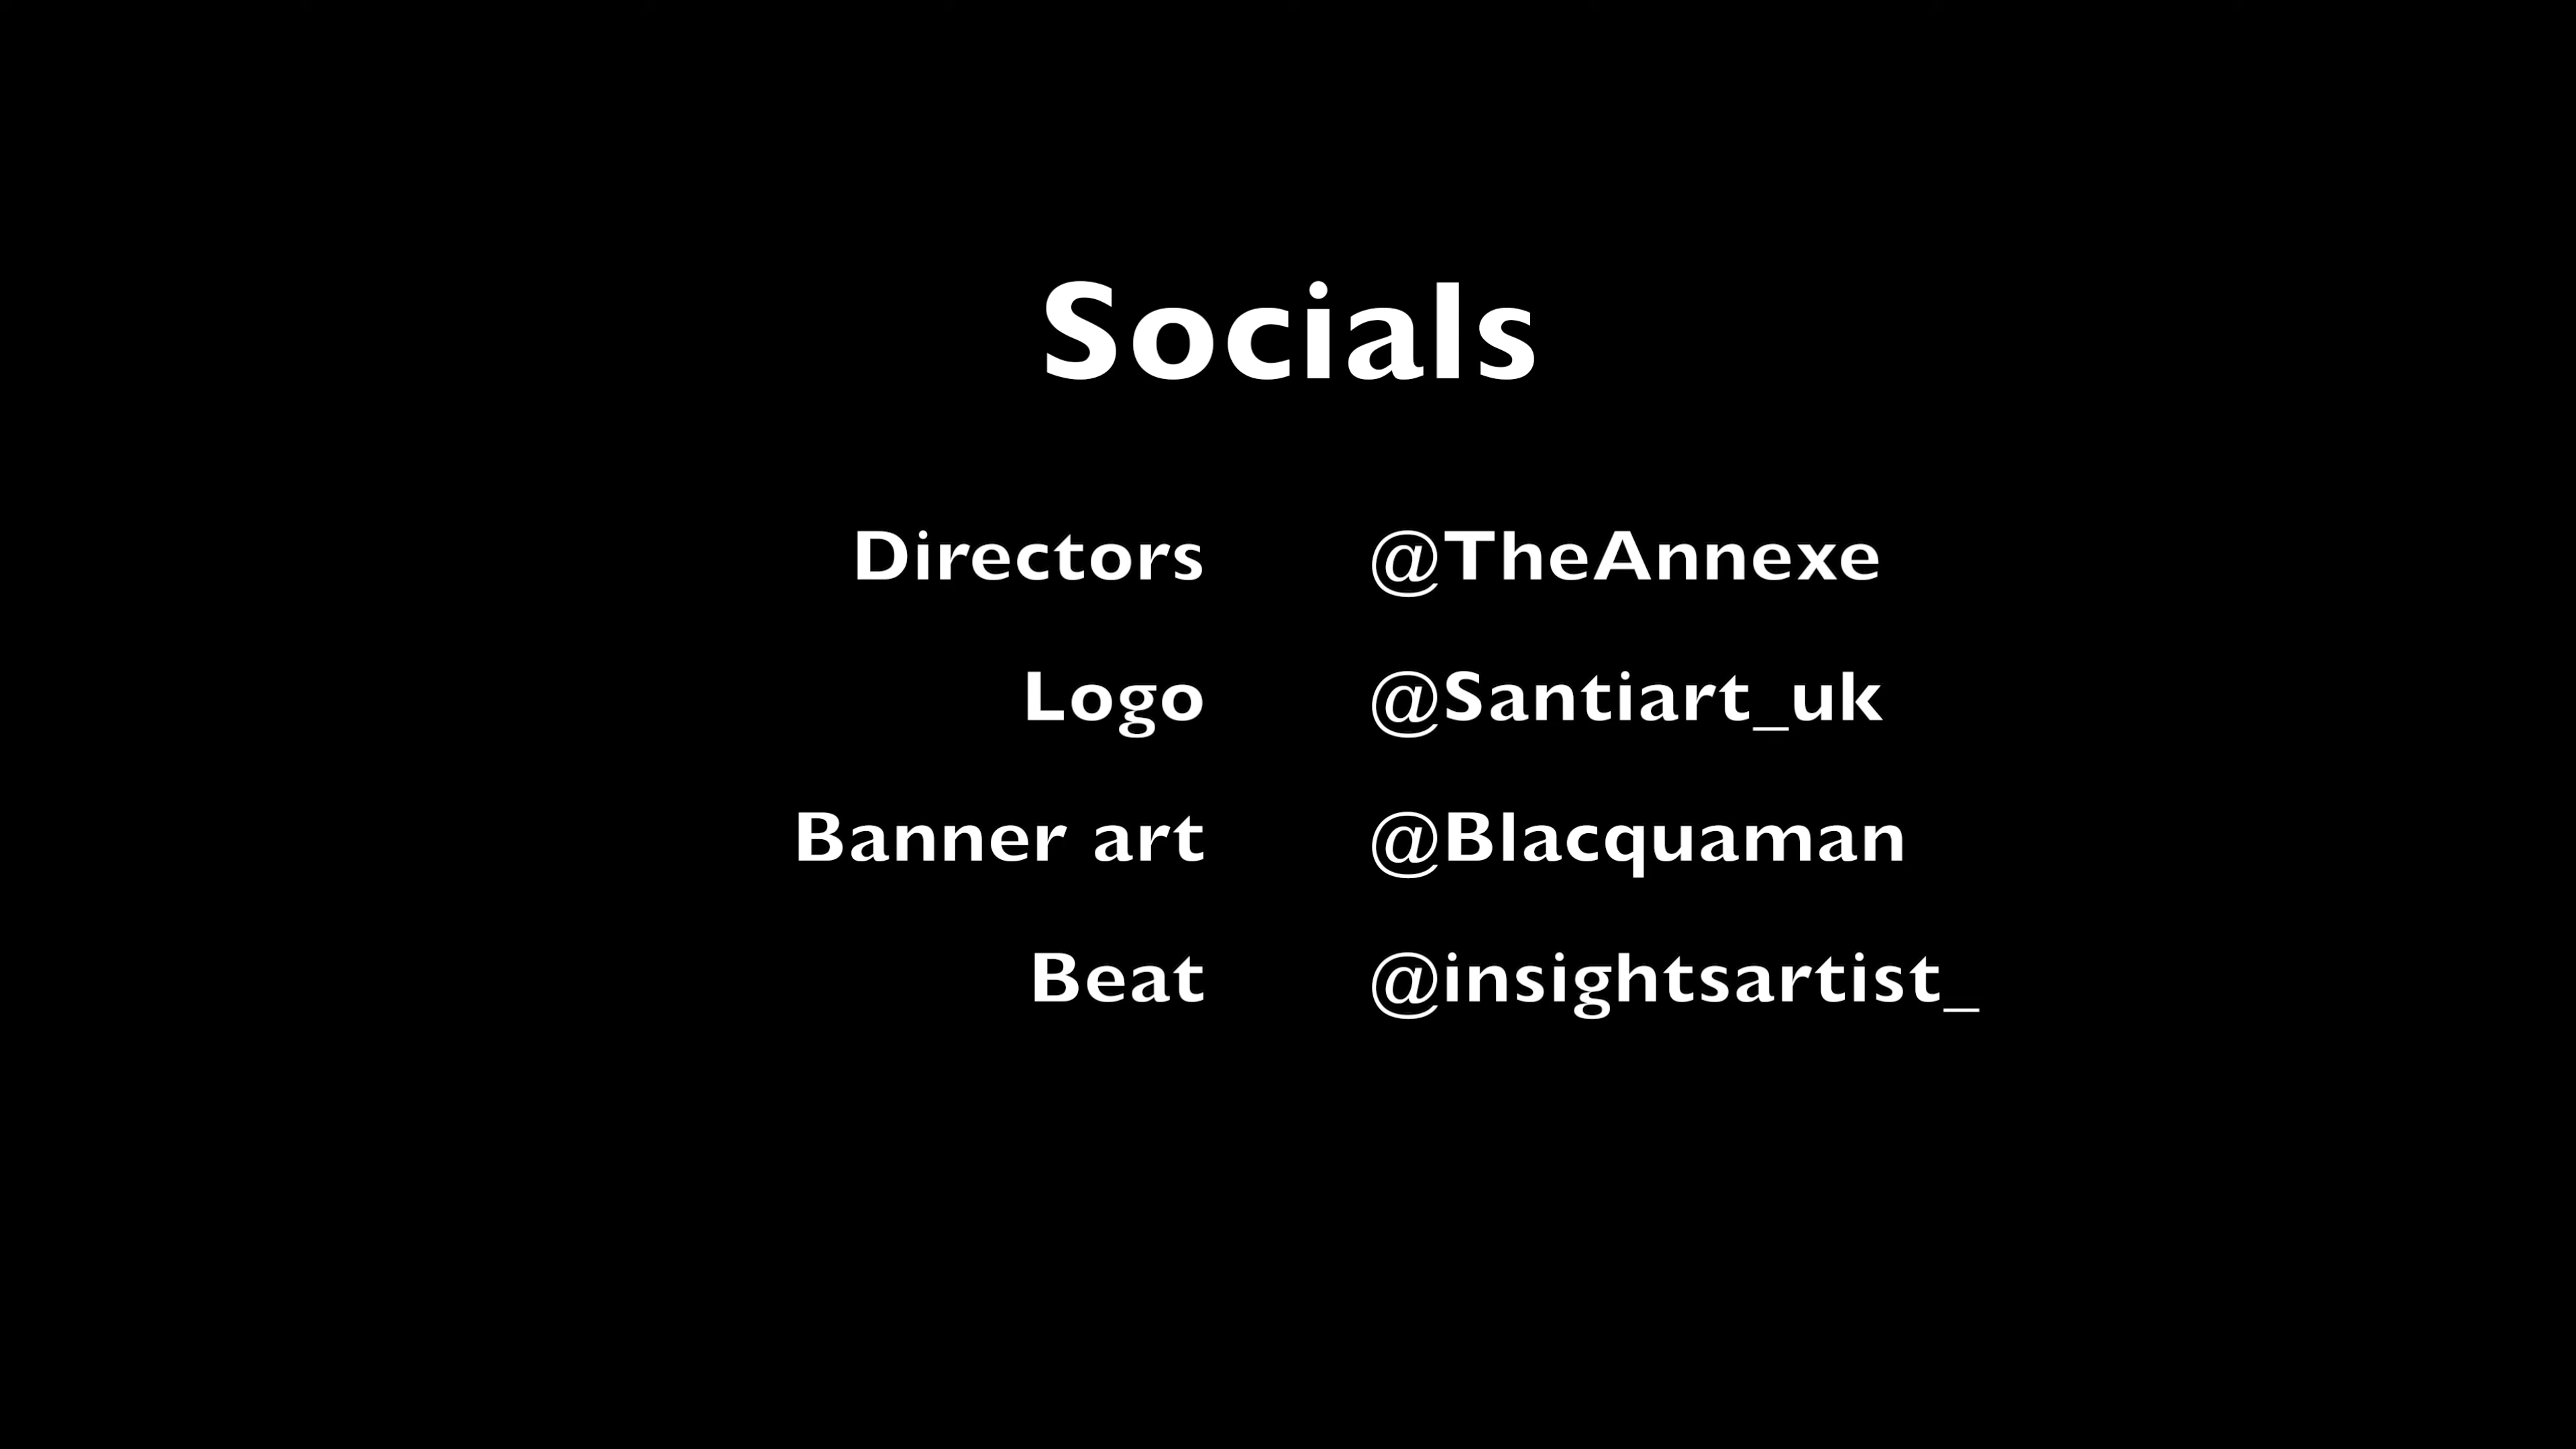 Socials
Directors @TheAnnexe
Logo @Santiart_uk
Banner art @Blacquaman
Beat @insightsartist_